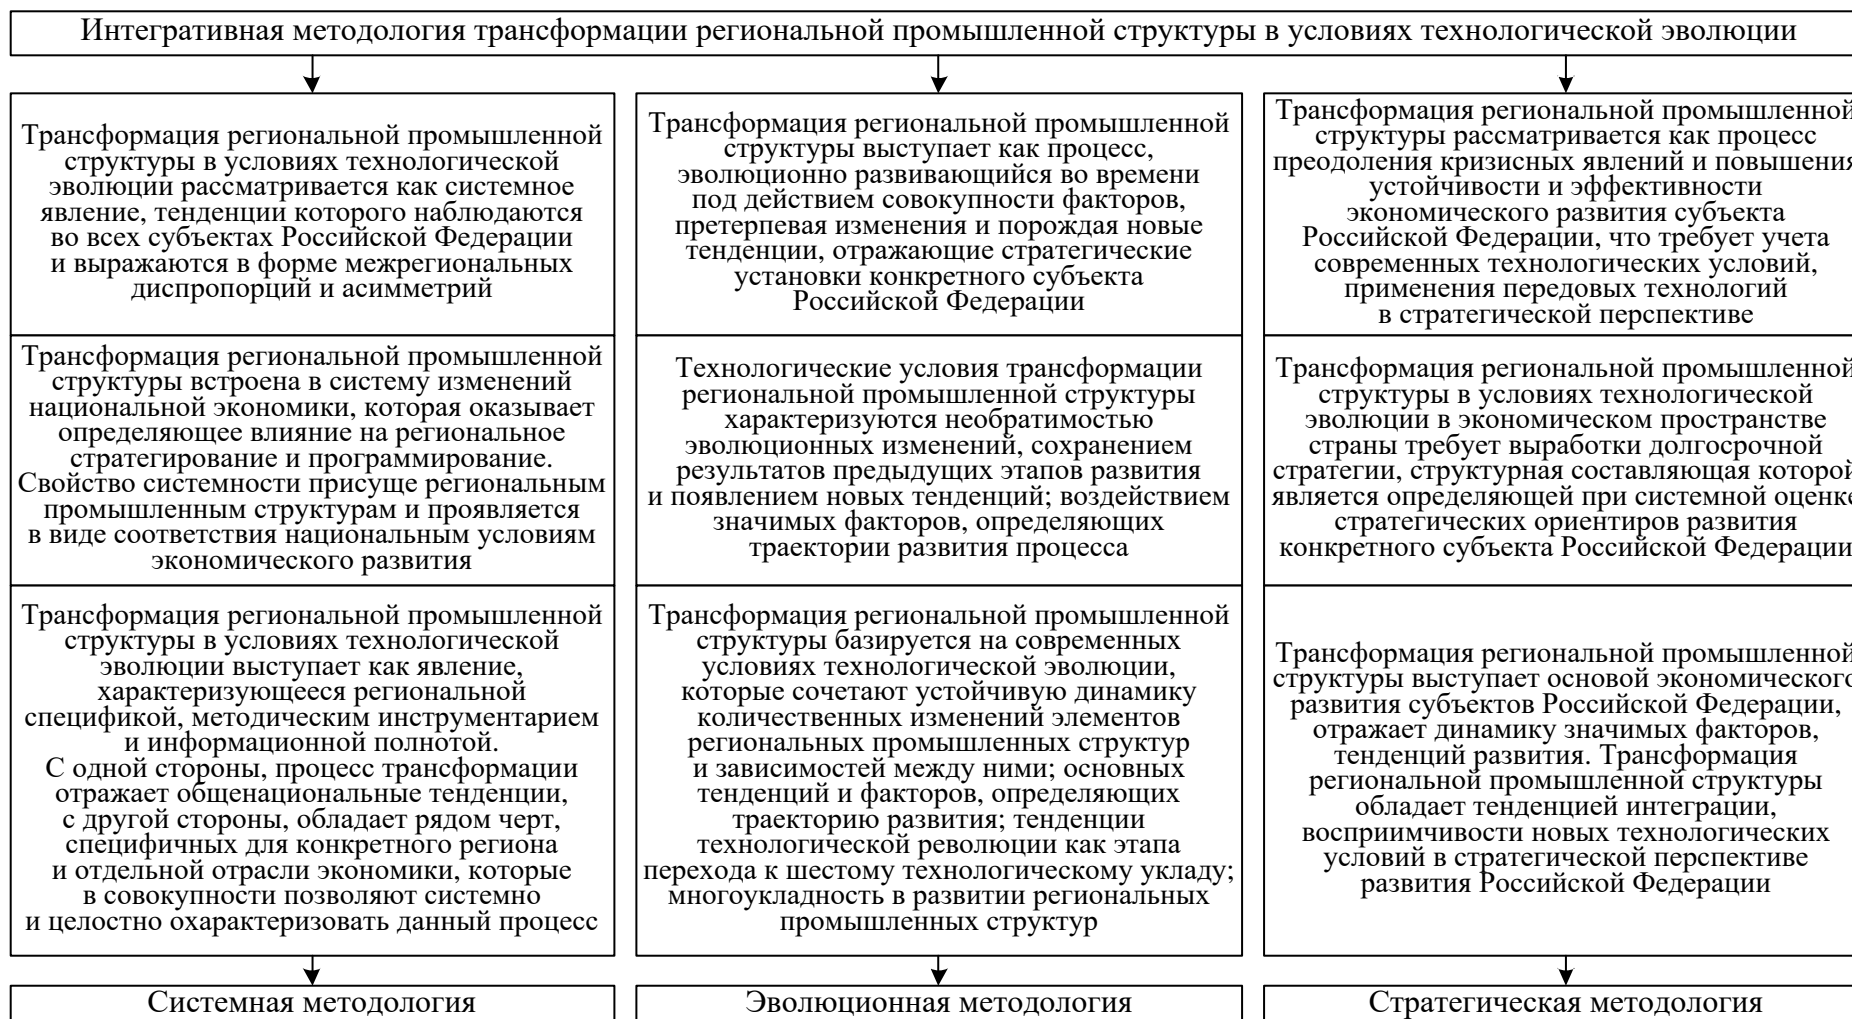 Интегративная методология трансформации региональной промышленной структуры в условиях технологической эволюции
Трансформация региональной промышленной
структуры в условиях технологической
эволюции рассматривается как системное
явление, тенденции которого наблюдаются
во всех субъектах Российской Федерации
и выражаются в форме межрегиональных
диспропорций и асимметрий
Трансформация региональной промышленной
структуры встроена в систему изменений
национальной экономики, которая оказывает
определяющее влияние на региональное
стратегирование и программирование.
Свойство системности присуще региональным
промышленным структурам и проявляется
в виде соответствия национальным условиям
экономического развития
Трансформация региональной промышленной
структуры в условиях технологической
эволюции выступает как явление,
характеризующееся региональной
спецификой, методическим инструментарием
и информационной полнотой.
С одной стороны, процесс трансформации
отражает общенациональные тенденции,
с другой стороны, обладает рядом черт,
специфичных для конкретного региона
и отдельной отрасли экономики, которые
в совокупности позволяют системно
и целостно охарактеризовать данный процесс
Системная методология
Трансформация региональной промышленной
структуры выступает как процесс,
эволюционно развивающийся во времени
под действием совокупности факторов,
претерпевая изменения и порождая новые
тенденции, отражающие стратегические
установки конкретного субъекта
Российской Федерации
Технологические условия трансформации
региональной промышленной структуры
характеризуются необратимостью
эволюционных изменений, сохранением
результатов предыдущих этапов развития
и появлением новых тенденций; воздействием
значимых факторов, определяющих
траектории развития процесса
Трансформация региональной промышленной
структуры базируется на современных
условиях технологической эволюции,
которые сочетают устойчивую динамику
количественных изменений элементов
региональных промышленных структур
и зависимостей между ними; основных
тенденций и факторов, определяющих
траекторию развития; тенденции
технологической революции как этапа
перехода к шестому технологическому укладу;
многоукладность в развитии региональных
промышленных структур
Эволюционная методология
Трансформация региональной промышленной
структуры рассматривается как процесс
преодоления кризисных явлений и повышения
устойчивости и эффективности
экономического развития субъекта
Российской Федерации, что требует учета
современных технологических условий,
применения передовых технологий
в стратегической перспективе
Трансформация региональной промышленной
структуры в условиях технологической
эволюции в экономическом пространстве
страны требует выработки долгосрочной
стратегии, структурная составляющая которой
является определяющей при системной оценке
стратегических ориентиров развития
конкретного субъекта Российской Федерации
Трансформация региональной промышленной
структуры выступает основой экономического
развития субъектов Российской Федерации,
отражает динамику значимых факторов,
тенденций развития. Трансформация
региональной промышленной структуры
обладает тенденцией интеграции,
восприимчивости новых технологических
условий в стратегической перспективе
развития Российской Федерации
Стратегическая методология